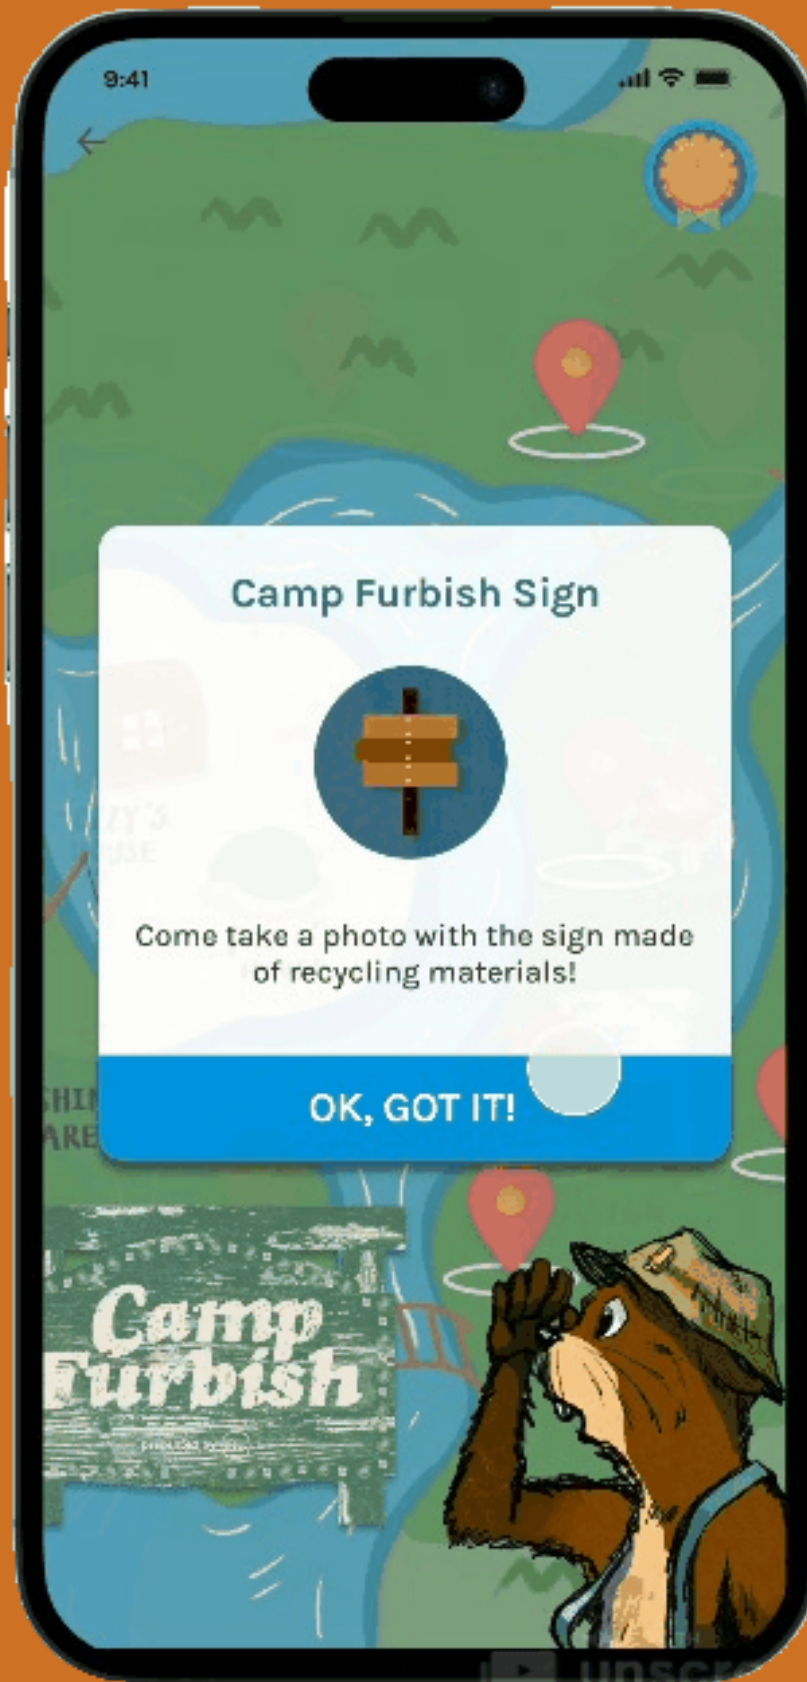 9:41
Camp Furbish Sign
Come take a photo with the sign made
of recycling materials!
OK, GOT IT!
Camp
Furbish